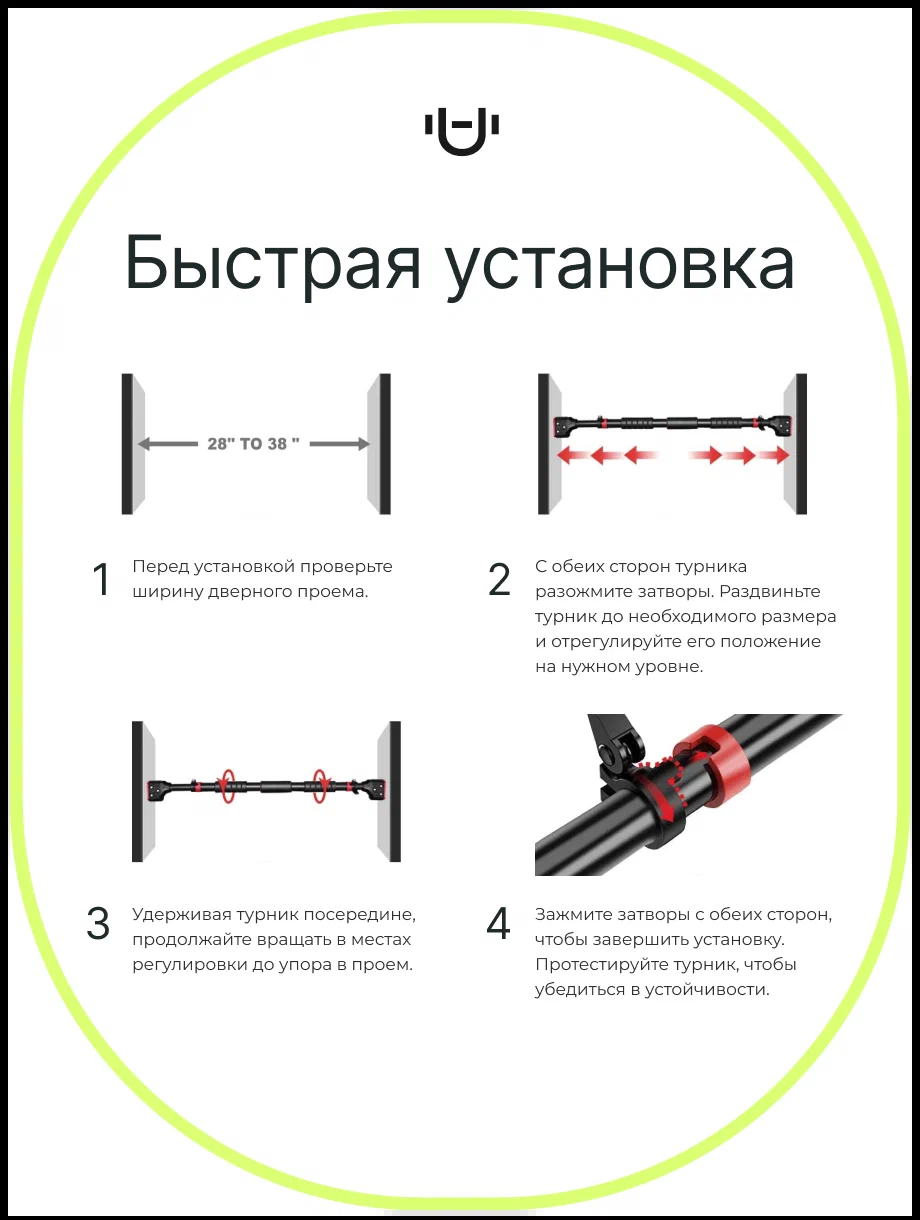 Быстрая установка
28" TO 38 "
1
Перед установкой проверьте
ширину дверного проема.
2
С обеих сторон турника
разожмите затворы. Раздвиньте
турник до необходимого размера
и отрегулируйте его положение
на нужном уровне.
3
Удерживая турник посередине,
продолжайте вращать в местах
регулировки до упора в проем.
4
Зажмите затворы с обеих сторон,
чтобы завершить установку.
Протестируйте турник, чтобы
убедиться в устойчивости.